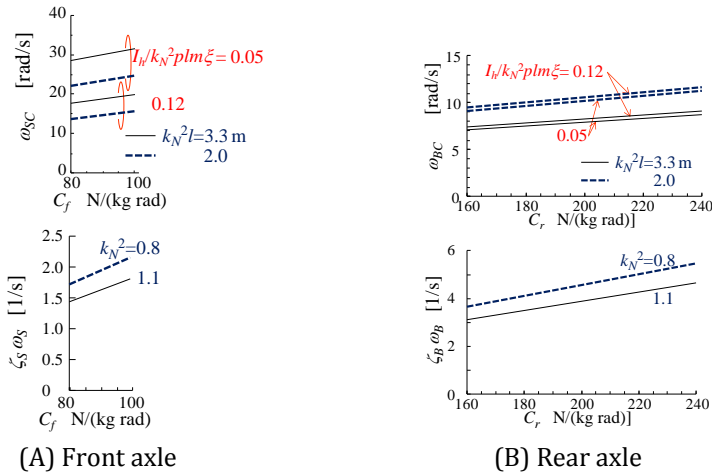 40
30
20
10
0
ω_SC [rad/s]
I_h/k_N^2plmξ = 0.05
0.12
k_N^2l=3.3 m
2.0
80
100
C_f N/(kg rad)
15
10
5
0
ω_BC [rad/s]
I_h/k_N^2plmξ = 0.12
0.05
k_N^2l=3.3 m
2.0
160 180 200 220 240
C_r N/(kg rad)]
2.5
2.0
1.5
1.0
0.5
0
ζ_S ω_S [1/s]
k_N^2=0.8
1.1
80
100
C_f N/(kg rad)
6
4
2
0
ζ_B ω_B [1/s]
k_N^2=0.8
1.1
160 180 200 220 240
C_r N/(kg rad)]
(A) Front axle
(B) Rear axle